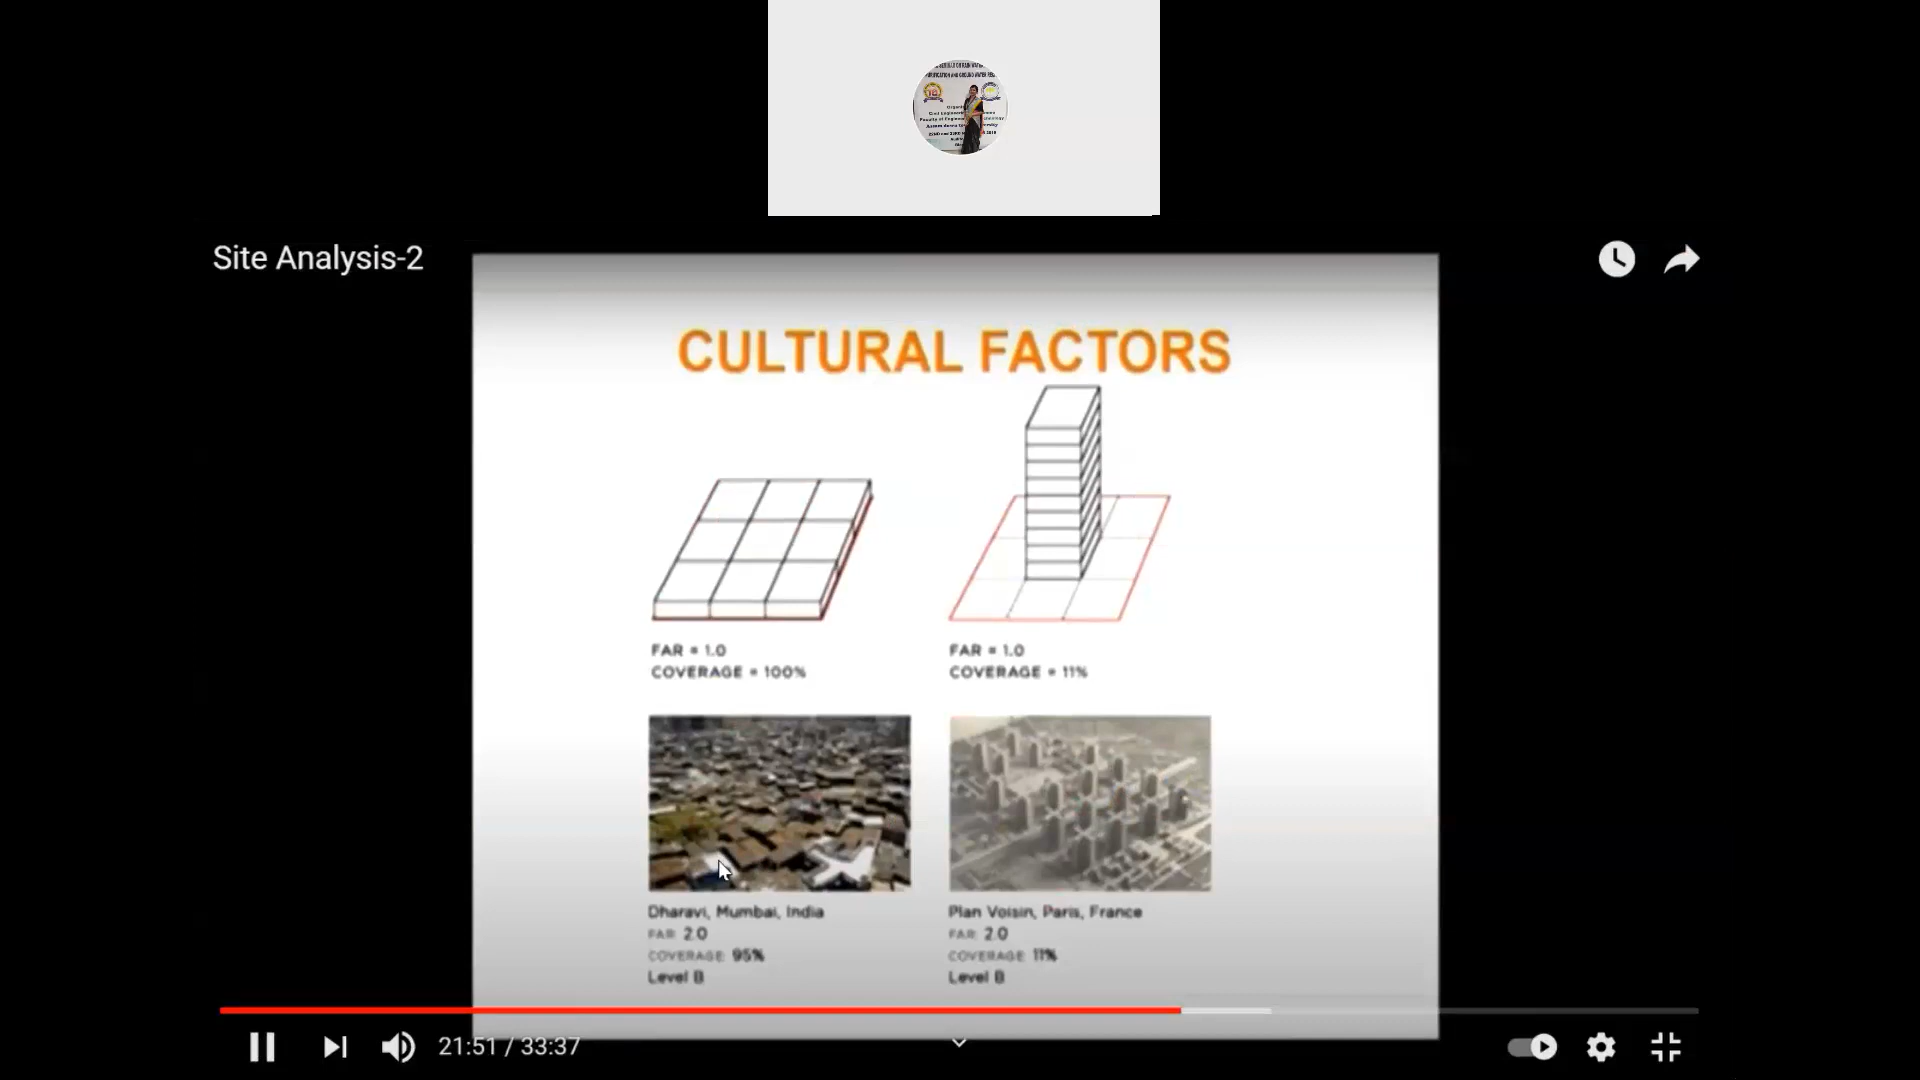 Site Analysis-2
CULTURAL FACTORS
FAR = 1.0
COVERAGE = 100%
FAR = 1.0
COVERAGE = 11%
Dharavi, Mumbai, India
FAR: 2.0
COVERAGE: 95%
Level B
Plan Voisin, Paris, France
FAR: 2.0
COVERAGE: 11%
Level B
21:51 / 33:37